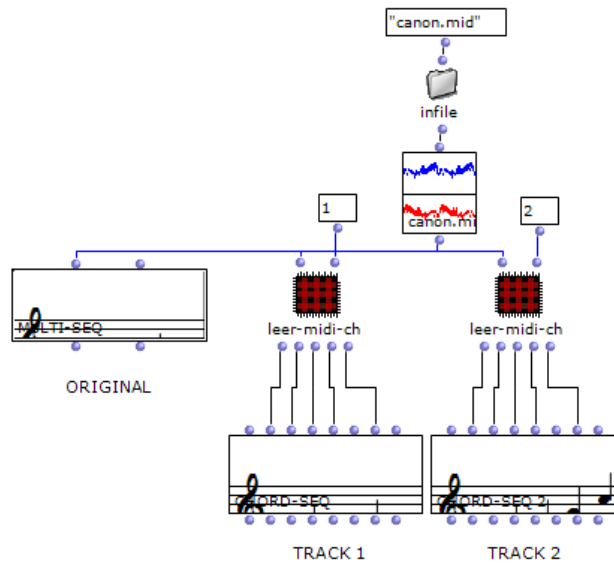 "canon.mid"
infile
canon.mi
1
2
MULTI-SEQ
leer-midi-ch
leer-midi-ch
ORIGINAL
CHORD-SEQ
CHORD-SEQ 2
TRACK 1
TRACK 2